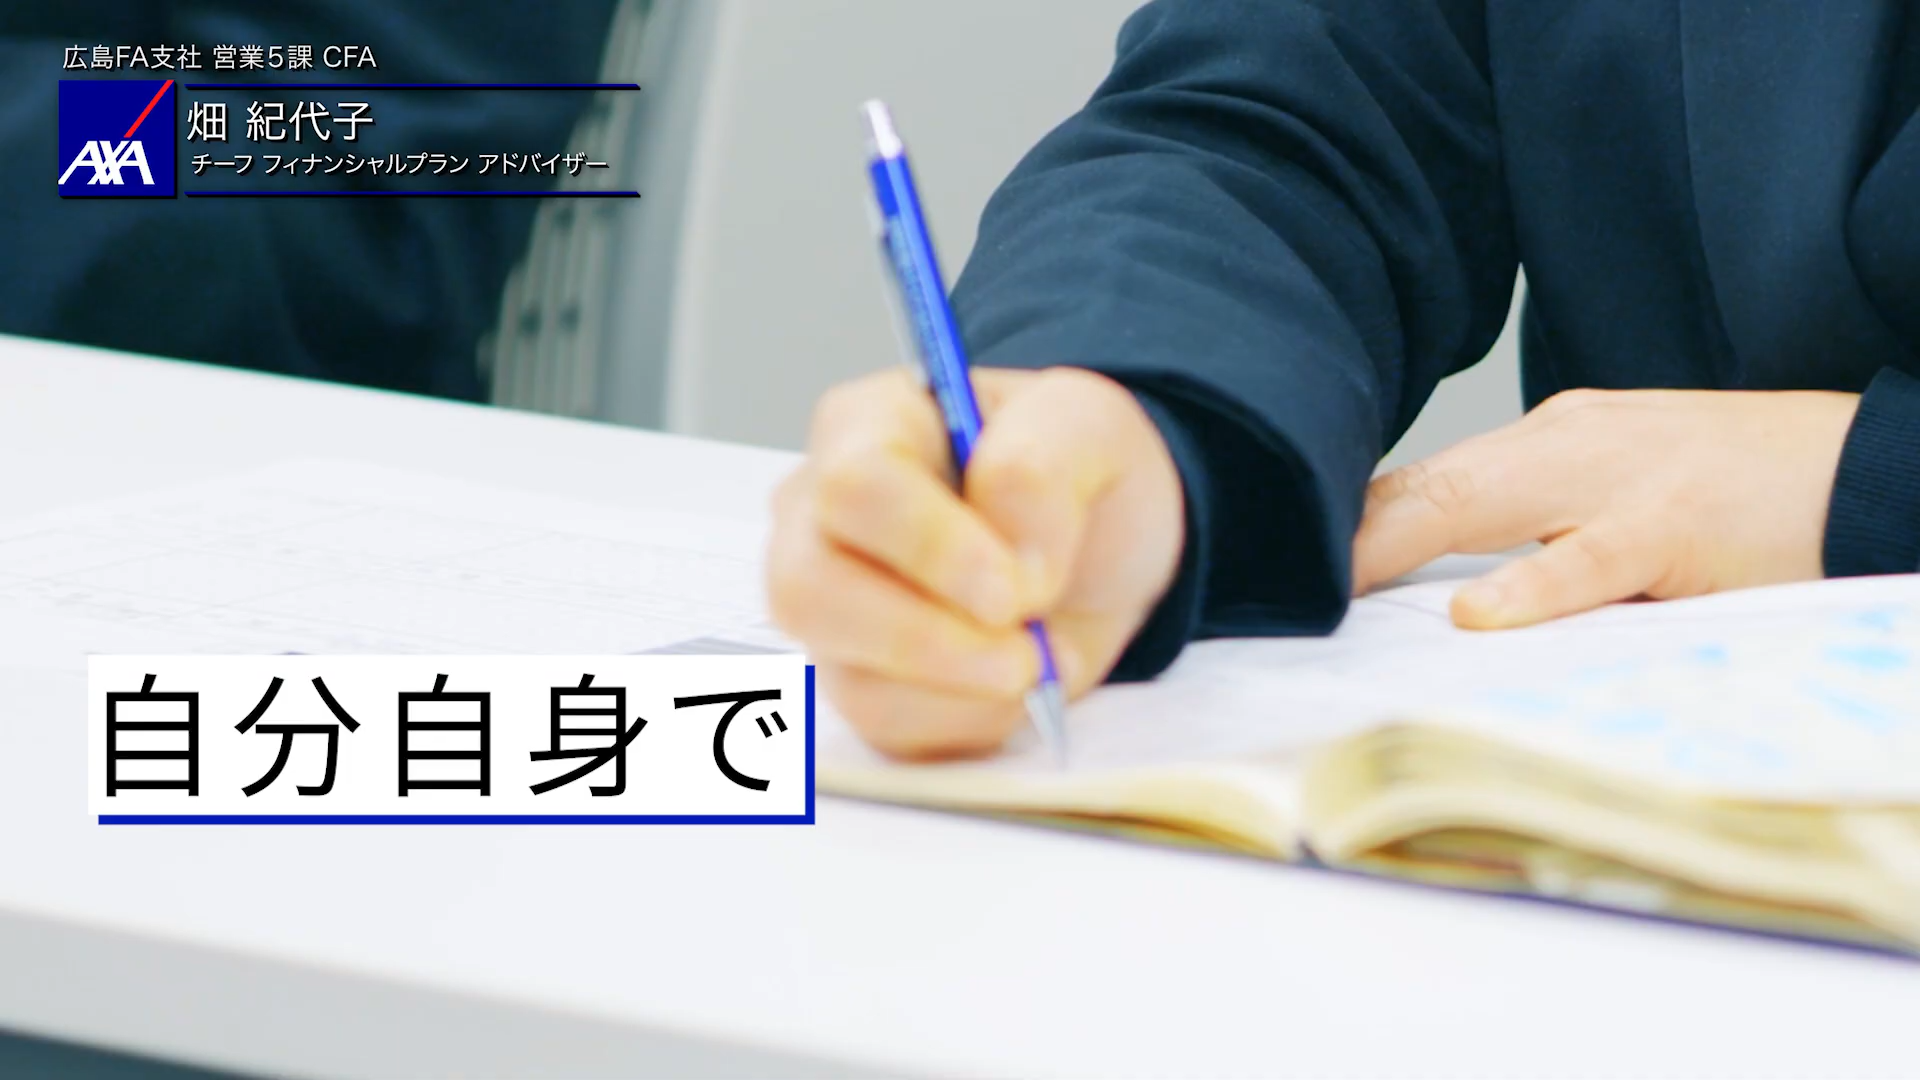 広島FA支社 営業5課 CFA
AXA
畑 紀代子
チーフ フィナンシャルプラン アドバイザー
自分自身で